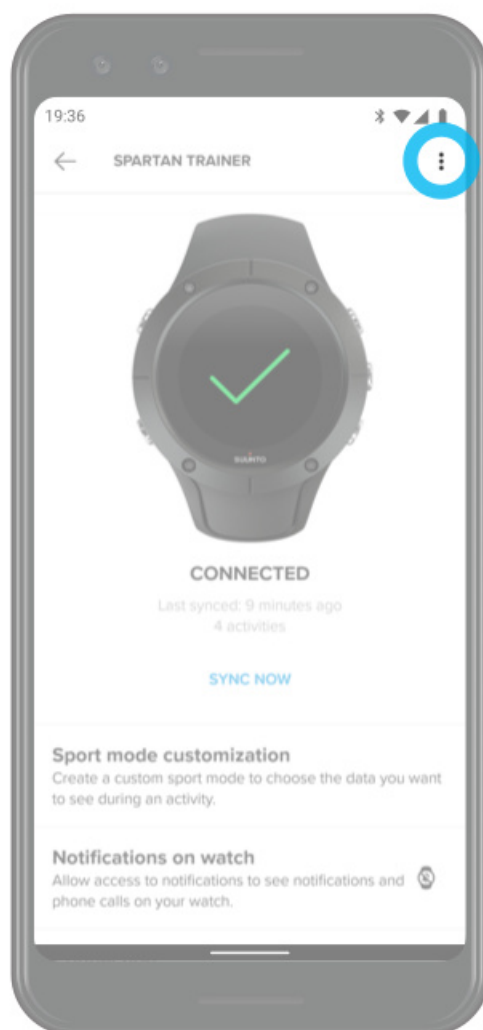 19:36
SPARTAN TRAINER
SUUNTO
CONNECTED
Last synced: 9 minutes ago
4 activities
SYNC NOW
Sport mode customization
Create a custom sport mode to choose the data you want
to see during an activity.
Notifications on watch
Allow access to notifications to see notifications and
phone calls on your watch.